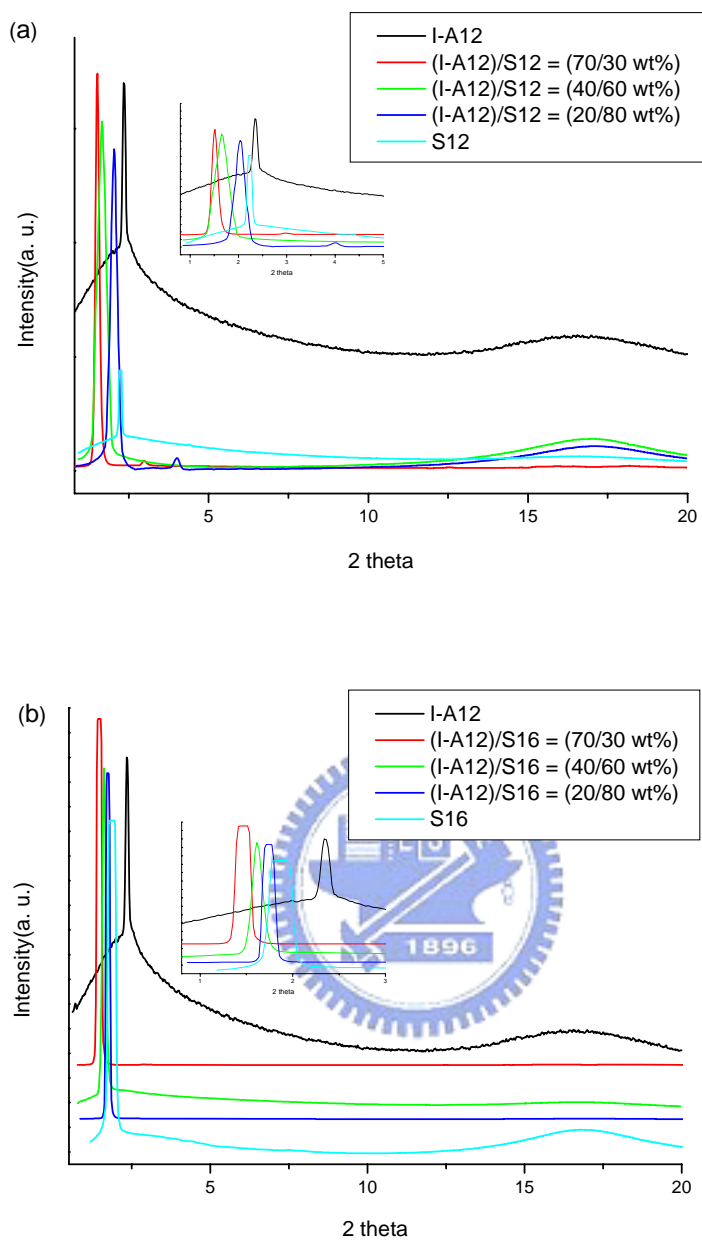 (a)
I-A12
(I-A12)/S12 = (70/30 wt%)
(I-A12)/S12 = (40/60 wt%)
(I-A12)/S12 = (20/80 wt%)
S12
1 2 3 4 5
2 theta
Intensity(a. u.)
5 10 15 20
2 theta
(b)
I-A12
(I-A12)/S16 = (70/30 wt%)
(I-A12)/S16 = (40/60 wt%)
(I-A12)/S16 = (20/80 wt%)
S16
1 2 3
2 theta
1896
Intensity(a. u.)
5 10 15 20
2 theta